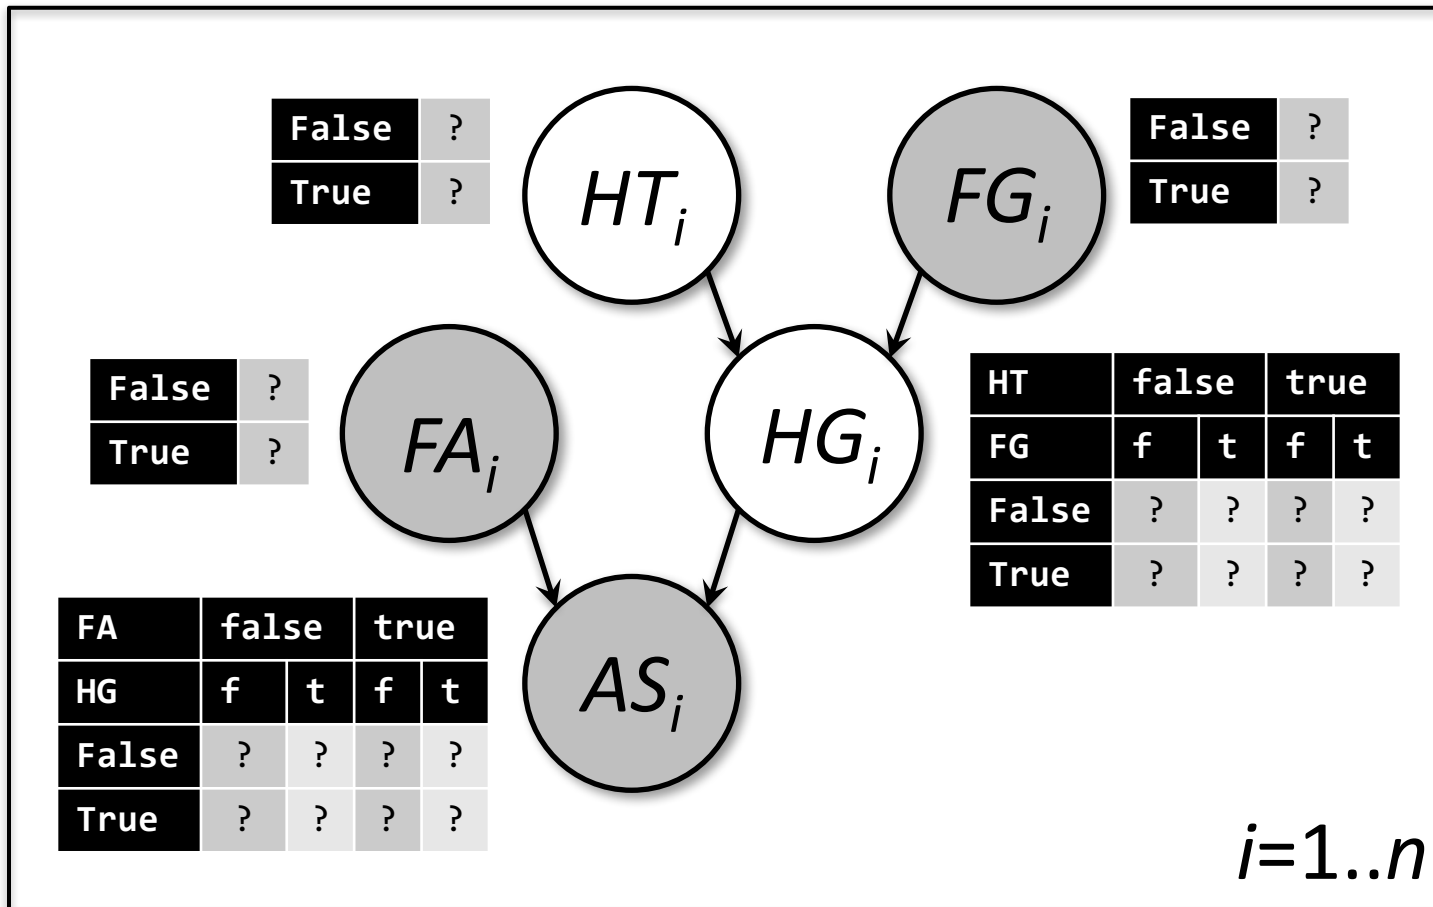 False ?
True ?
HTi
FGi
False ?
True ?
False ?
True ?
FAi
HGi
HT false true
FG f t f t
False ? ? ? ?
True ? ? ? ?
FA false true
HG f t f t
False ? ? ? ?
True ? ? ? ?
ASi
i=1..n